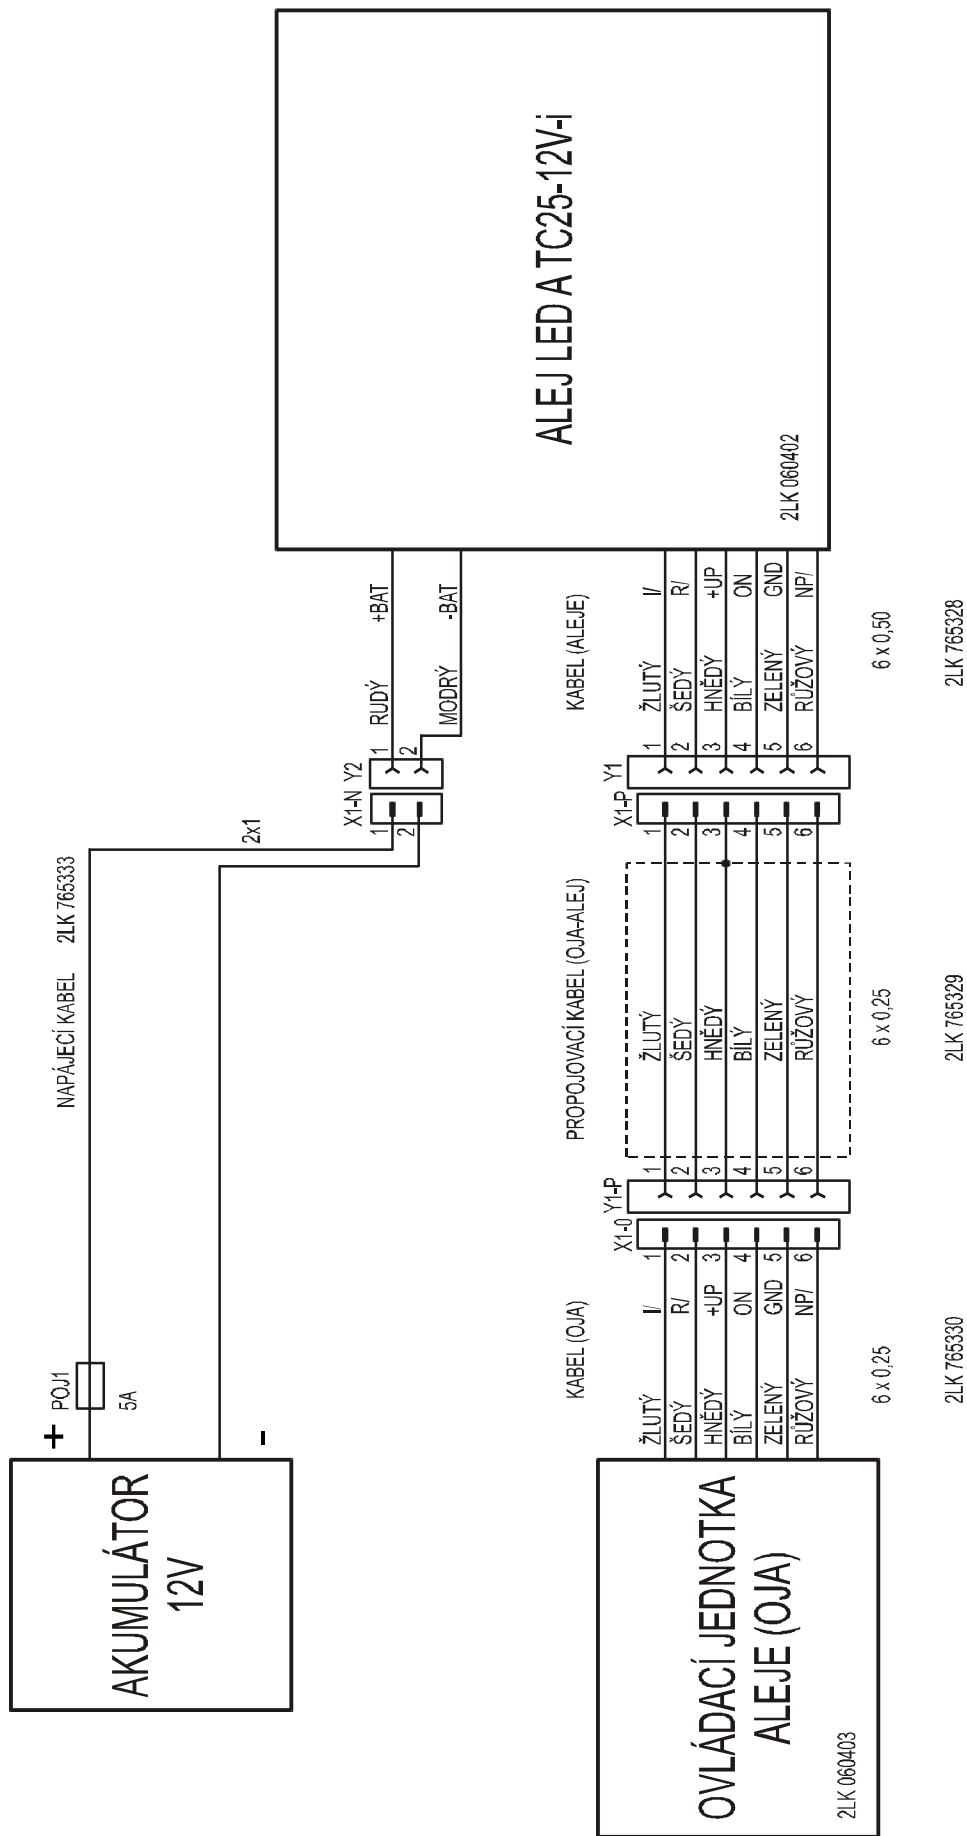 AKUMULÁTOR
12V
+
-
POJ1
5A
NAPÁJECÍ KABEL 2LK 765333
2x1
X1-N Y2
1 1
2 2
RUDÝ +BAT
MODRÝ -BAT
ALEJ LED A TC25-12V-i
2LK 060402
OVLÁDACÍ JEDNOTKA
ALEJE (OJA)
2LK 060403
KABEL (OJA)
ŽLUTÝ I/ 1
ŠEDÝ R/ 2
HNĚDÝ +UP 3
BÍLÝ ON 4
ZELENÝ GND 5
RŮŽOVÝ NP/ 6
6 x 0,25
2LK 765330
X1-0 Y1-P
PROPOJOVACÍ KABEL (OJA-ALEJ)
1 ŽLUTÝ 1
2 ŠEDÝ 2
3 HNĚDÝ 3
4 BÍLÝ 4
5 ZELENÝ 5
6 RŮŽOVÝ 6
6 x 0,25
2LK 765329
X1-P Y1
KABEL (ALEJE)
1 ŽLUTÝ I/
2 ŠEDÝ R/
3 HNĚDÝ +UP
4 BÍLÝ ON
5 ZELENÝ GND
6 RŮŽOVÝ NP/
6 x 0,50
2LK 765328